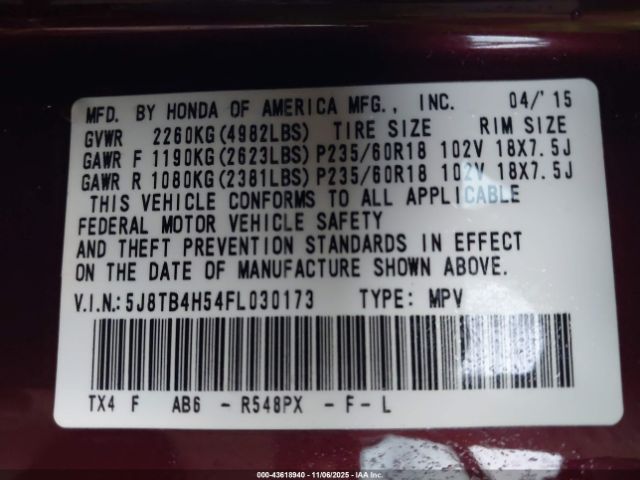 MFD. BY HONDA OF AMERICA MFG., INC. 04/'15
GVWR 2260KG(4982LBS) TIRE SIZE RIM SIZE
GAWR F 1190KG(2623LBS) P235/60R18 102V 18X7.5J
GAWR R 1080KG(2381LBS) P235/60R18 102V 18X7.5J
THIS VEHICLE CONFORMS TO ALL APPLICABLE
FEDERAL MOTOR VEHICLE SAFETY
AND THEFT PREVENTION STANDARDS IN EFFECT
ON THE DATE OF MANUFACTURE SHOWN ABOVE.
V.I.N.: 5J8TB4H54FL030173 TYPE: MPV
TX4 F AB6 - R548PX - F - L
000-43618940 - 11/06/2025 - IAA Inc.